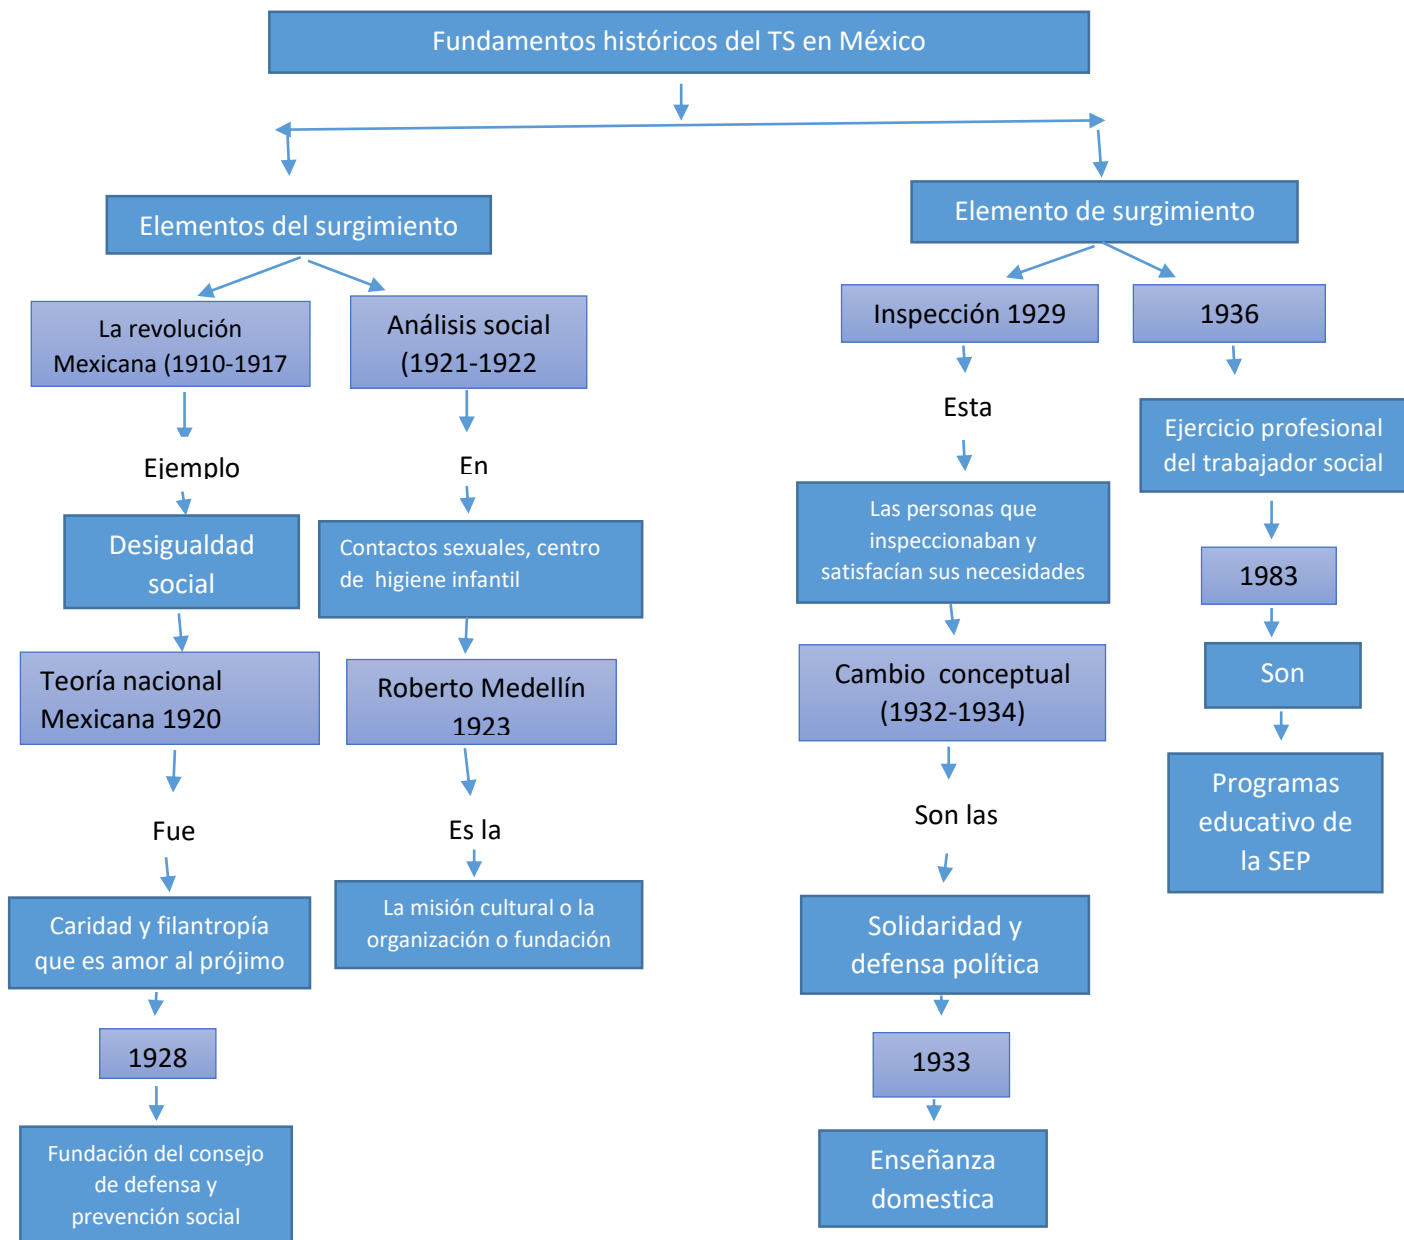 Fundamentos históricos del TS en México
Elementos del surgimiento
La revolución
Mexicana (1910-1917
Ejemplo
Desigualdad
social
Teoría nacional
Mexicana 1920
Fue
Caridad y filantropía
que es amor al prójimo
1928
Fundación del consejo
de defensa y
prevención social
Análisis social
(1921-1922
En
Contactos sexuales, centro
de  higiene infantil
Roberto Medellín
1923
Es la
La misión cultural o la
organización o fundación
Elemento de surgimiento
Inspección 1929
Esta
Las personas que
inspeccionaban y
satisfacían sus necesidades
Cambio  conceptual
(1932-1934)
Son las
Solidaridad y
defensa política
1933
Enseñanza
domestica
1936
Ejercicio profesional
del trabajador social
1983
Son
Programas
educativo de
la SEP